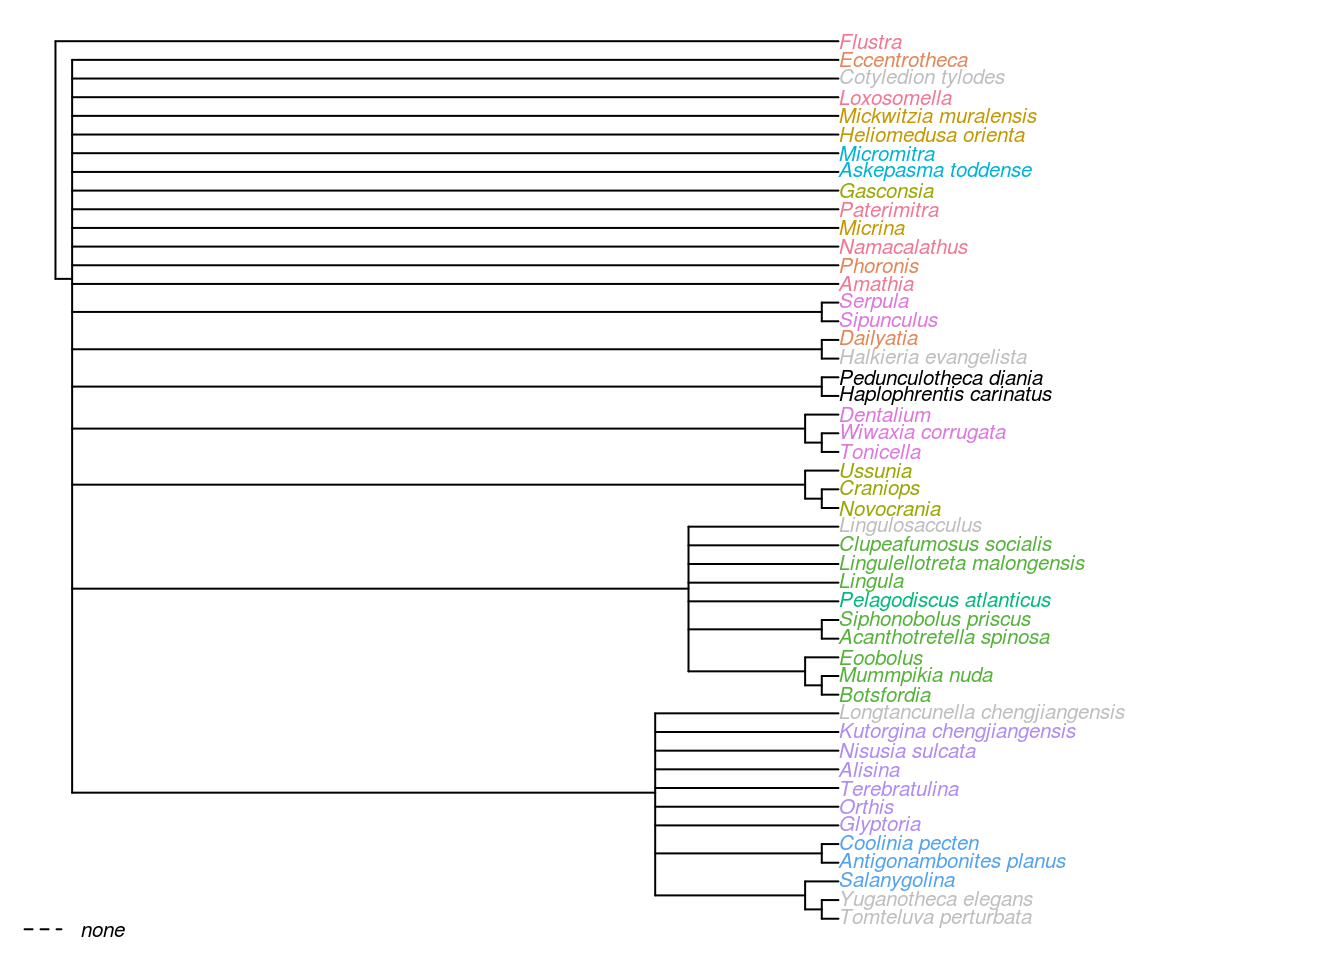 Flustra
Eccentrotheca
Cotyledion tylodes
Loxosomella
Mickwitzia muralensis
Heliomedusa orienta
Micromitra
Askepasma toddense
Gasconsia
Paterimitra
Micrina
Namacalathus
Phoronis
Amathia
Serpula
Sipunculus
Dailyatia
Halkieria evangelista
Pedunculotheca diania
Haplophrentis carinatus
Dentalium
Wiwaxia corrugata
Tonicella
Ussunia
Craniops
Novocrania
Lingulosacculus
Clupeafumosus socialis
Lingulellotreta malongensis
Lingula
Pelagodiscus atlanticus
Siphonobolus priscus
Acanthotretella spinosa
Eoobolus
Mummpikia nuda
Botsfordia
Longtancunella chengjiangensis
Kutorgina chengjiangensis
Nisusia sulcata
Alisina
Terebratulina
Orthis
Glyptoria
Coolinia pecten
Antigonambonites planus
Salanygolina
Yuganotheca elegans
Tomteluva perturbata
none